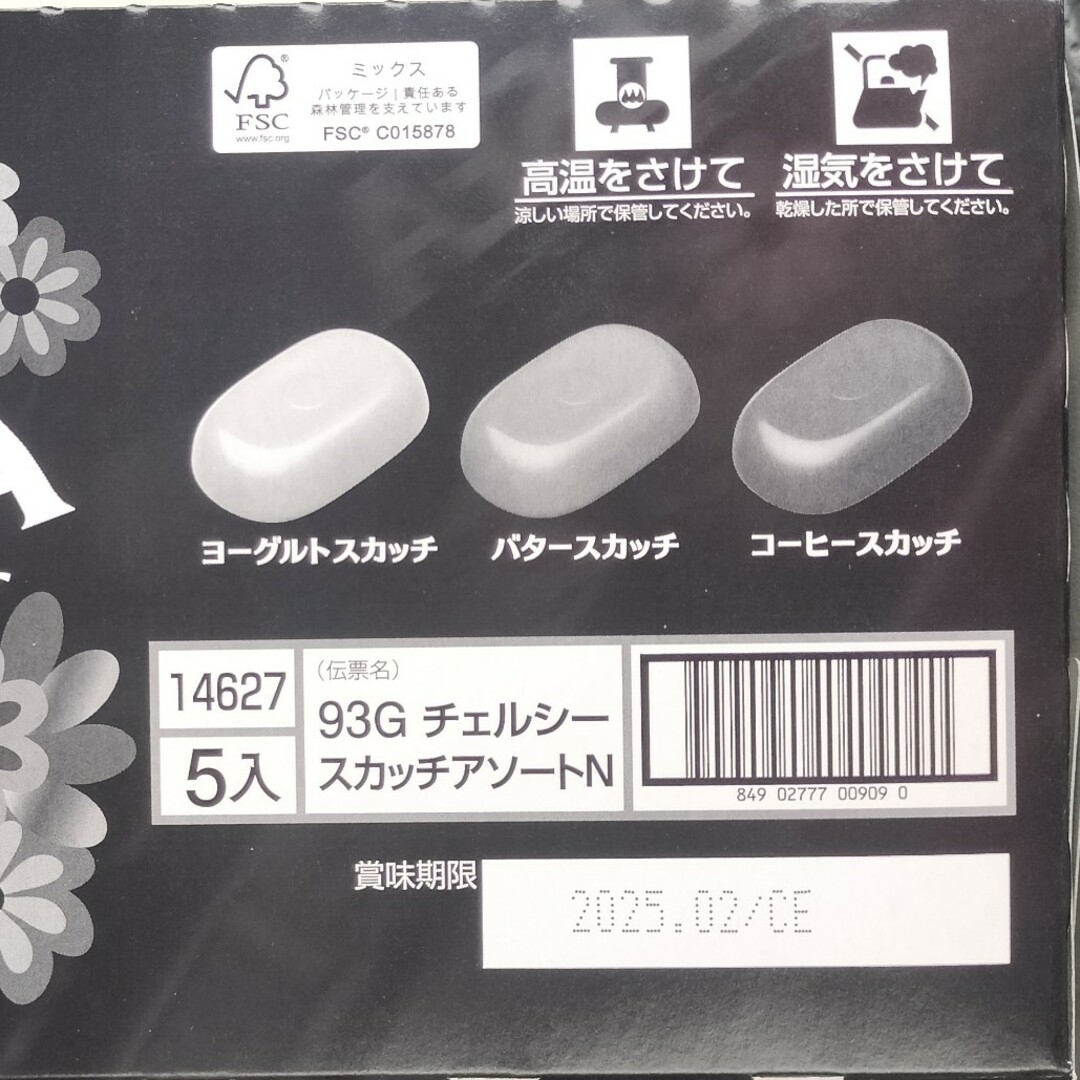 FSC®
www.fsc.org
ミックス
パッケージ | 責任ある
森林管理を支えています
FSC® C015878
高温をさけて
涼しい場所で保管してください。
湿気をさけて
乾燥した所で保管してください。
A
ヨーグルトスカッチ
バタースカッチ
コーヒースカッチ
14627
5入
(伝票名)
93G チェルシー
スカッチアソートN
849 02777 00909 0
賞味期限
2025.02/CE